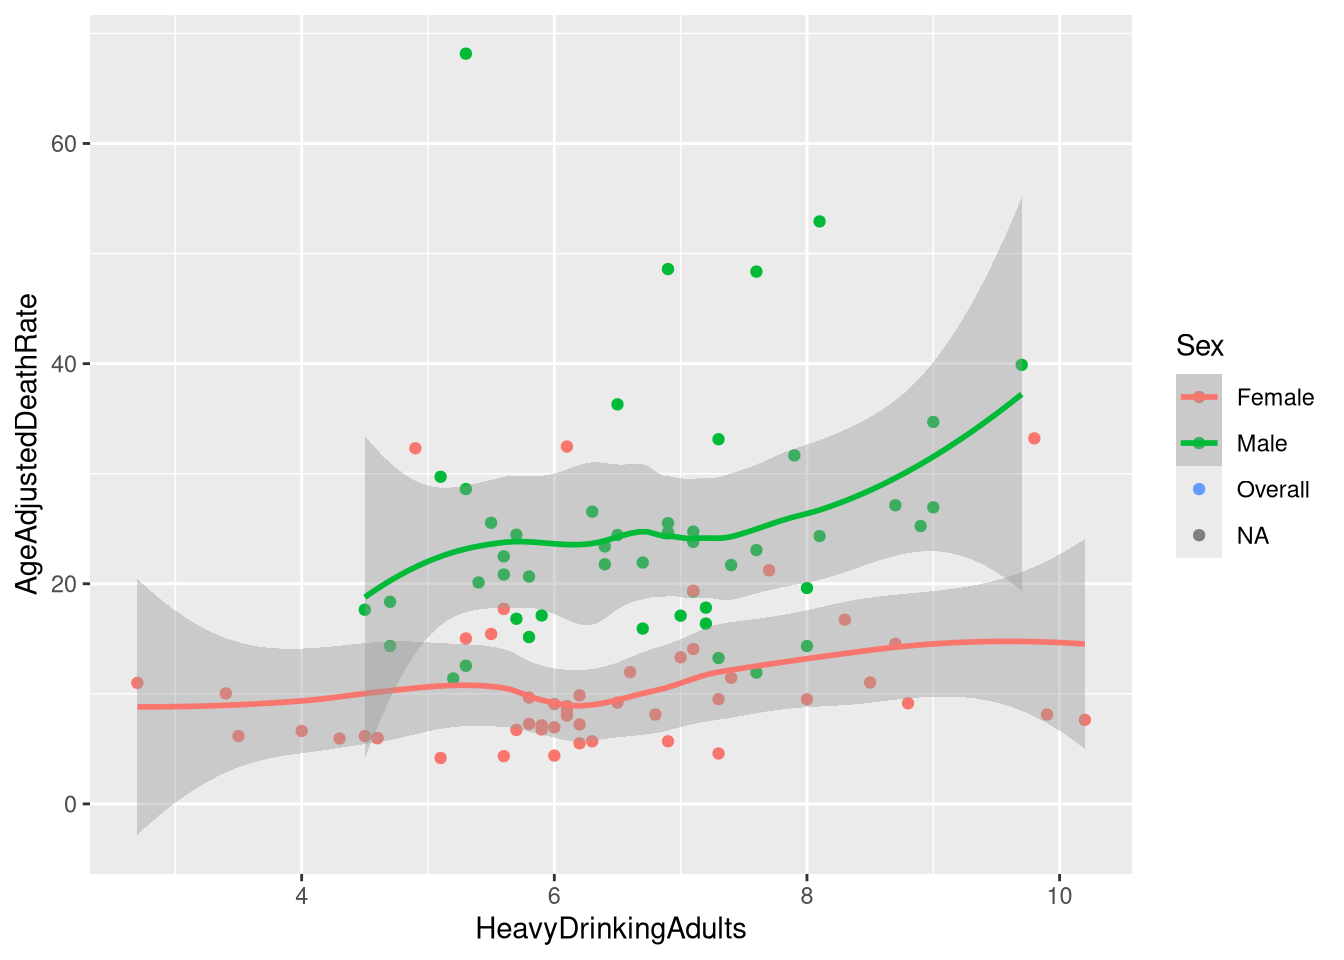 60
40
20
0
AgeAdjustedDeathRate
4 6 8 10
HeavyDrinkingAdults
Sex
Female
Male
Overall
NA